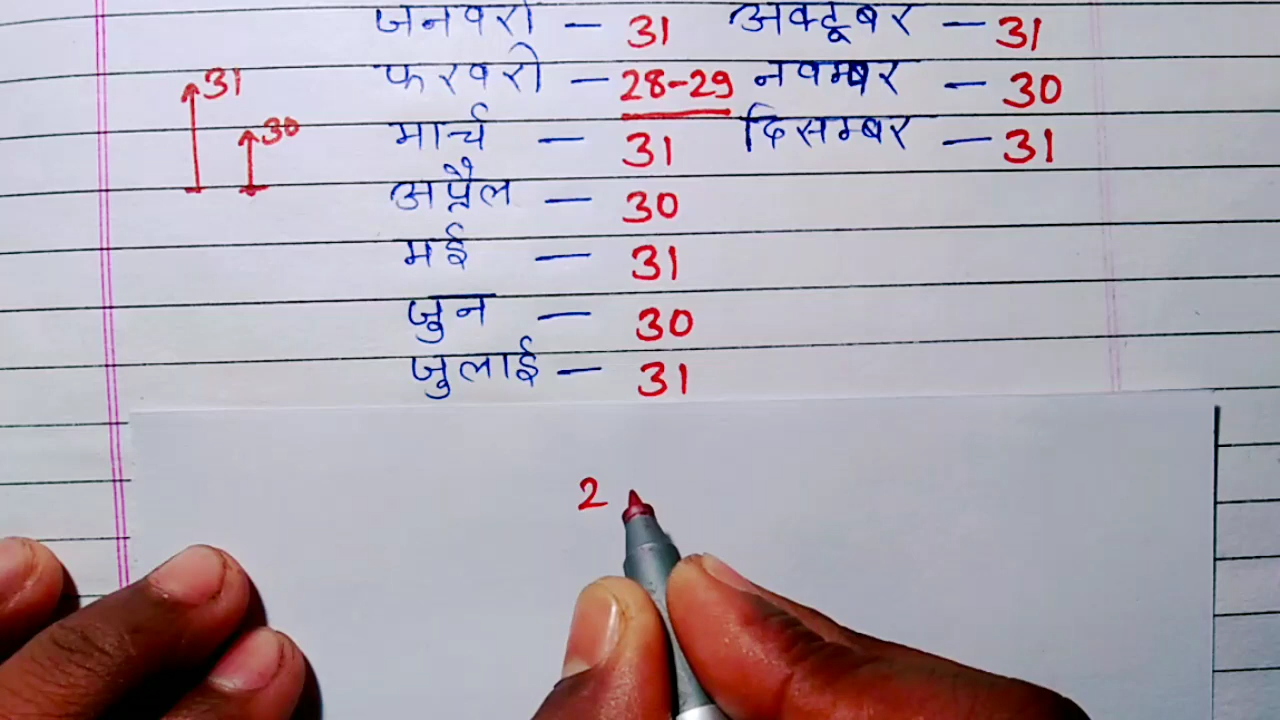 जनवरी – 31 अक्टूबर – 31
फरवरी – 28-29 नवम्बर – 30
मार्च – 31 दिसम्बर – 31
अप्रैल – 30
मई – 31
जुन – 30
जुलाई – 31
31
30
2